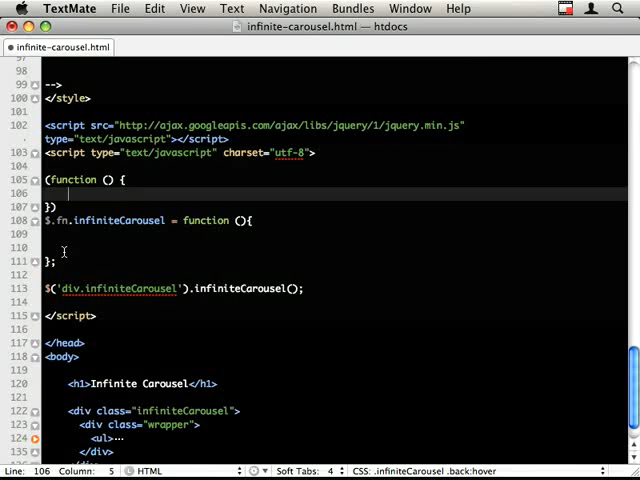 TextMate File Edit View Text Navigation Bundles Window Help
infinite-carousel.html — htdocs
infinite-carousel.html
98
99 -->
100 </style>
101
102 <script src="http://ajax.googleapis.com/ajax/libs/jquery/1/jquery.min.js"
type="text/javascript"></script>
103 <script type="text/javascript" charset="utf-8">
104
105 (function () {
106
107 })
108 $.fn.infiniteCarousel = function (){
109
110
111 };
112
113 $('div.infiniteCarousel').infiniteCarousel();
114
115 </script>
116
117 </head>
118 <body>
119
120 <h1>Infinite Carousel</h1>
121
122 <div class="infiniteCarousel">
123 <div class="wrapper">
124 <ul>…
135 </div>
Line: 106 Column: 5 HTML Soft Tabs: 4 CSS: .infiniteCarousel .back:hover